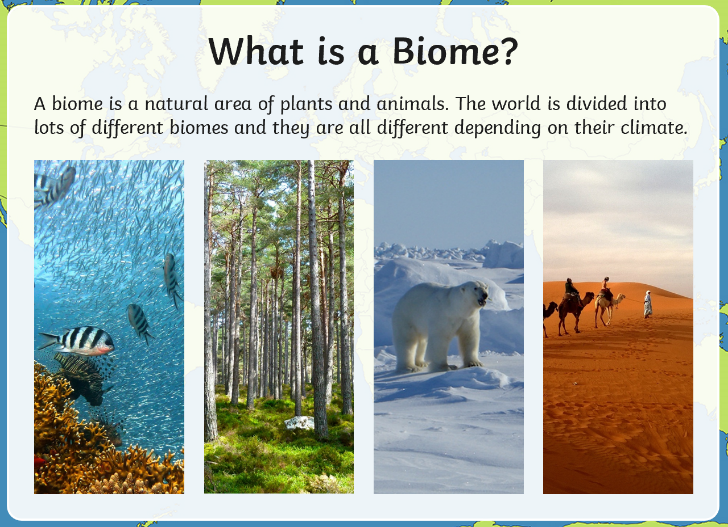 What is a Biome?
A biome is a natural area of plants and animals. The world is divided into
lots of different biomes and they are all different depending on their climate.